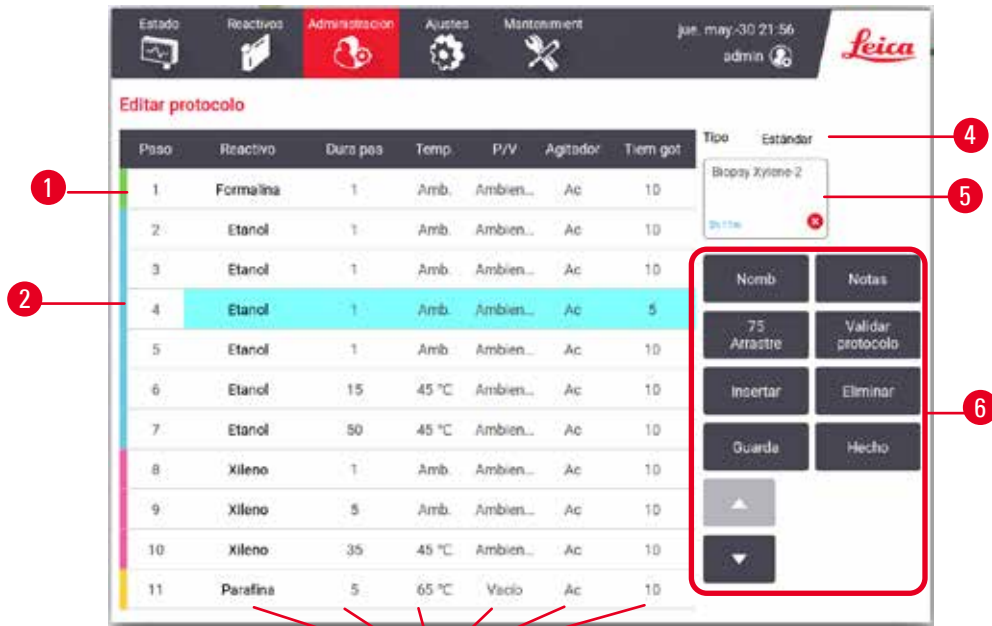 Estado Reactivos Administracion Ajustes Mantenimient jue. may.-30 21:56
admin
Leica
Editar protocolo
Paso Reactivo Dura pas Temp. P/V Agitador Tiem got
1 Formalina 1 Amb. Ambien... Ac 10
2 Etanol 1 Amb. Ambien... Ac 10
3 Etanol 1 Amb. Ambien... Ac 10
4 Etanol 1 Amb. Ambien... Ac 5
5 Etanol 1 Amb Ambien... Ac 10
6 Etanol 15 45 °C Ambien... Ac 10
7 Etanol 50 45 °C Ambien... Ac 10
8 Xileno 1 Amb. Ambien... Ac 10
9 Xileno 5 Amb. Ambien... Ac 10
10 Xileno 35 45 °C Ambien... Ac 10
11 Parafina 5 65 °C Vacío Ac 10
Tipo Estándar
Biopsy Xylene-2
Nomb Notas
75
Arrastre
Validar
protocolo
Insertar Eliminar
Guarda Hecho
1
2
4
5
6